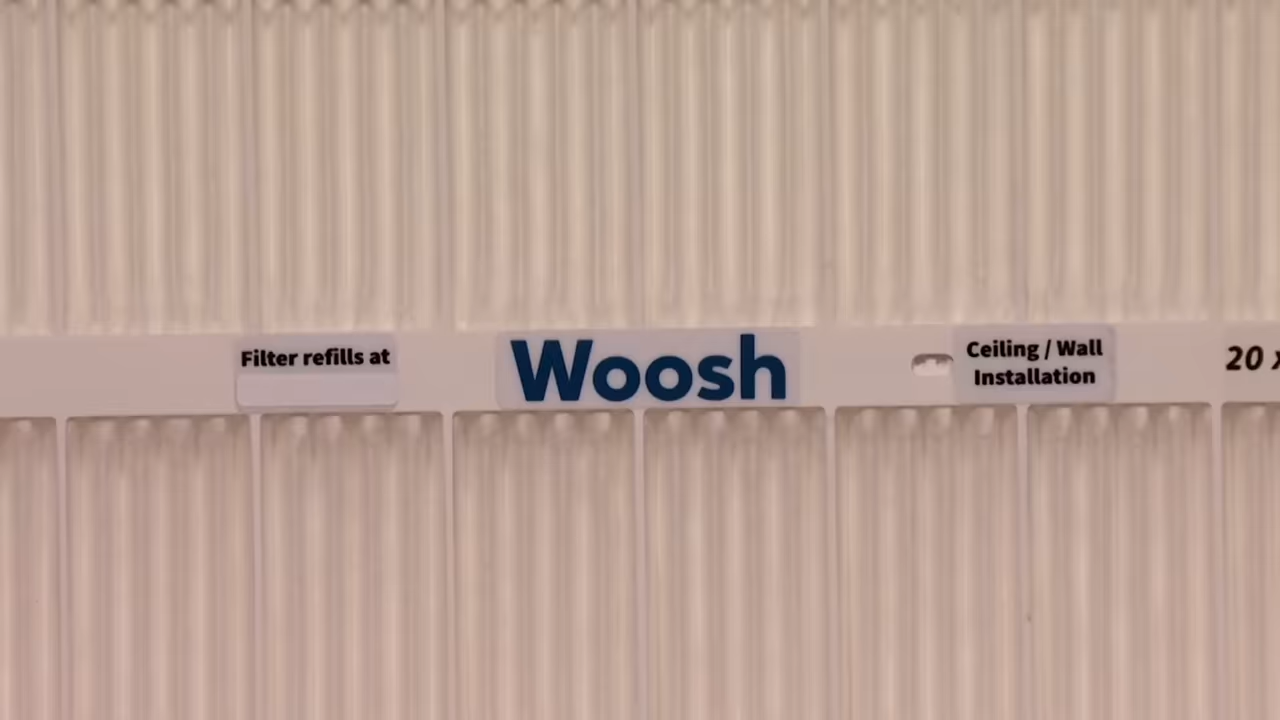 Filter refills at
Woosh
Ceiling / Wall
Installation
20 x